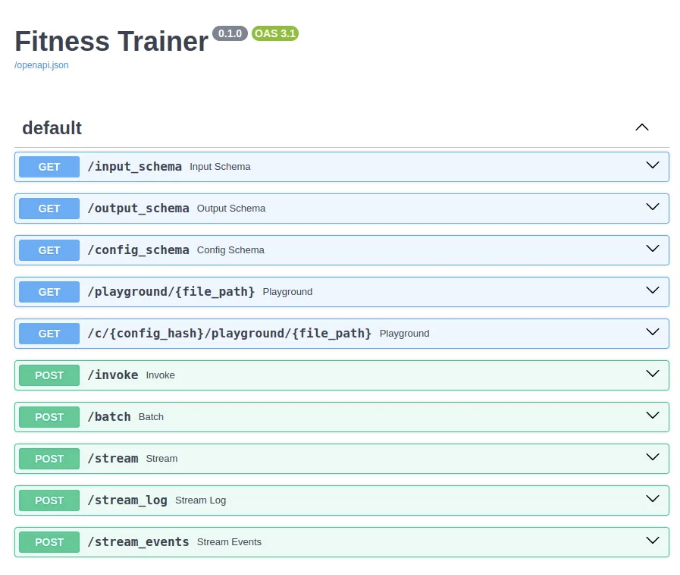 Fitness Trainer 0.1.0 OAS 3.1
/openapi.json
default
GET /input_schema Input Schema
GET /output_schema Output Schema
GET /config_schema Config Schema
GET /playground/{file_path} Playground
GET /c/{config_hash}/playground/{file_path} Playground
POST /invoke Invoke
POST /batch Batch
POST /stream Stream
POST /stream_log Stream Log
POST /stream_events Stream Events